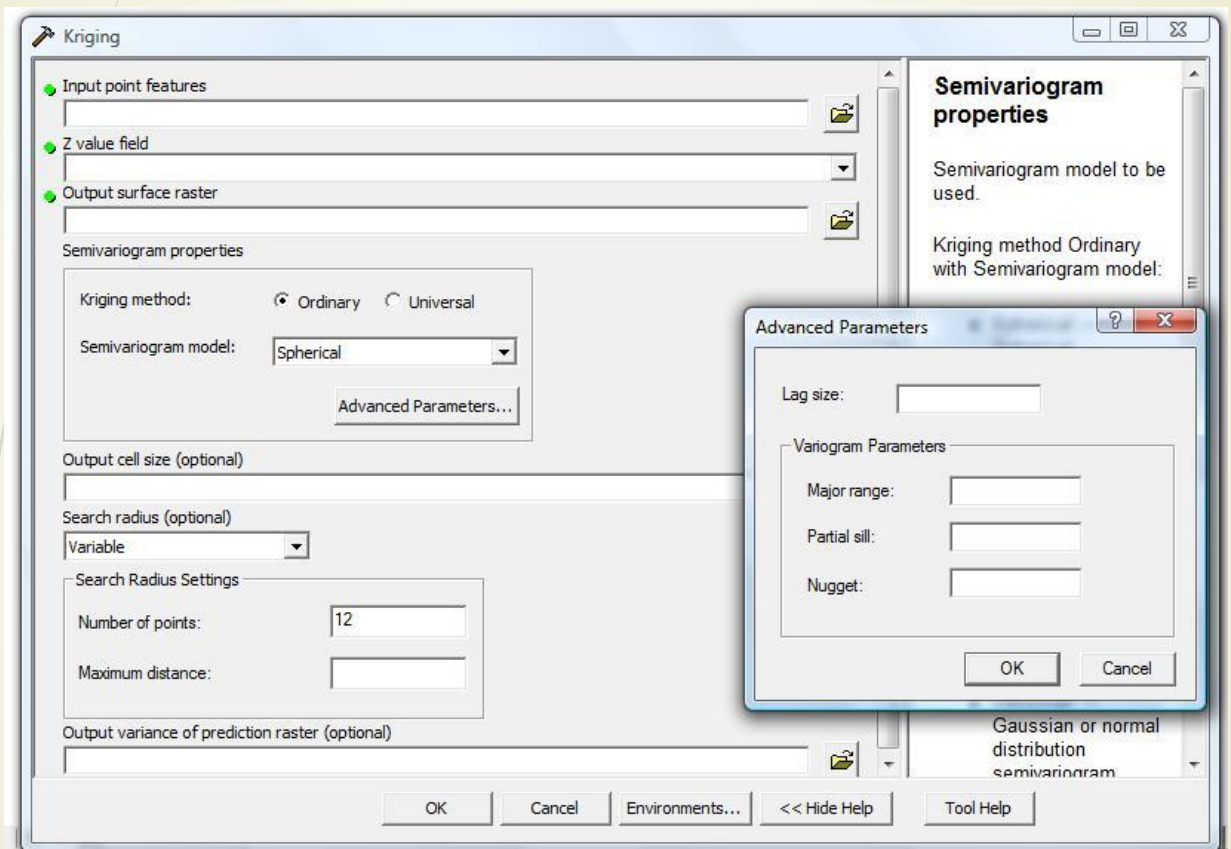 Kriging
Input point features
Z value field
Output surface raster
Semivariogram properties
Kriging method:
Ordinary
Universal
Semivariogram model:
Spherical
Advanced Parameters...
Output cell size (optional)
Search radius (optional)
Variable
Search Radius Settings
Number of points:
12
Maximum distance:
Output variance of prediction raster (optional)
OK
Cancel
Environments...
<< Hide Help
Tool Help
Semivariogram
properties
Semivariogram model to be
used.
Kriging method Ordinary
with Semivariogram model:
Advanced Parameters
Lag size:
Variogram Parameters
Major range:
Partial sill:
Nugget:
OK
Cancel
Gaussian or normal
distribution
semivariogram